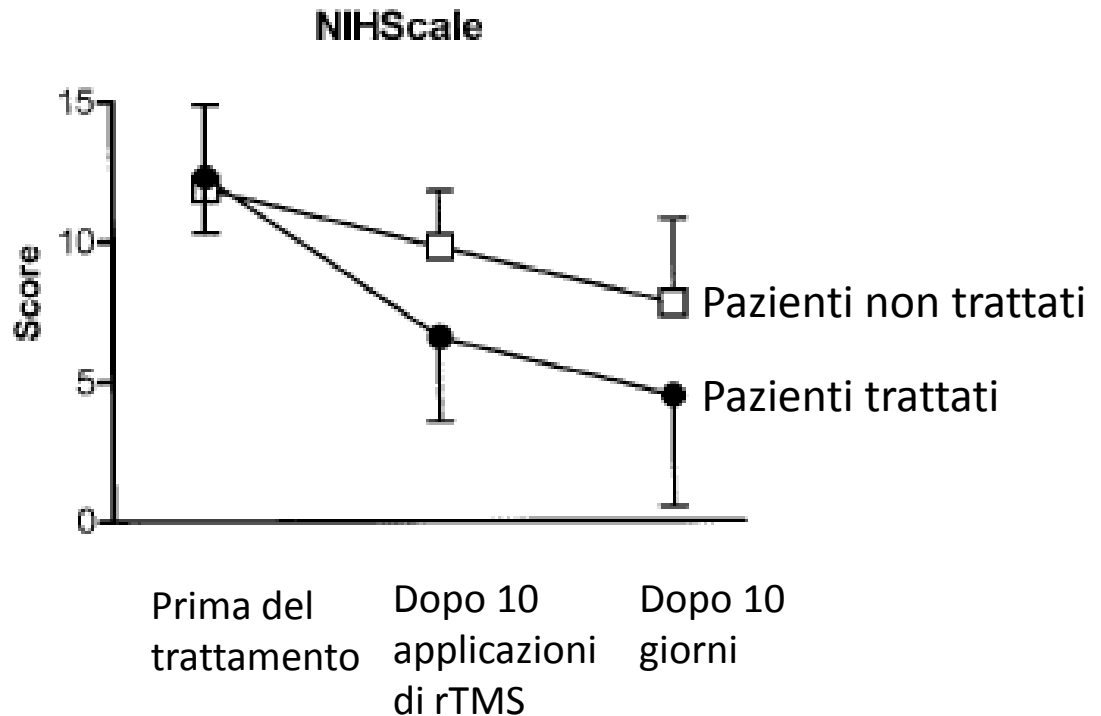 NIHScale
15
10
5
0
Score
Pazienti non trattati
Pazienti trattati
Prima del
trattamento
Dopo 10
applicazioni
di rTMS
Dopo 10
giorni